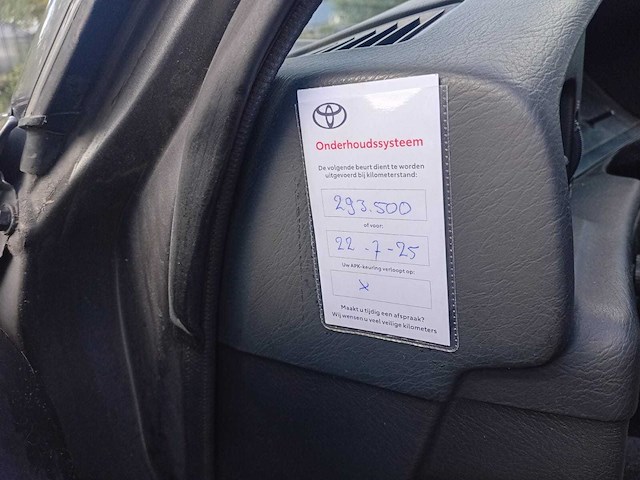 Onderhoudssysteem
De volgende beurt dient te worden
uitgevoerd bij kilometerstand:
293.500
of voor:
22-7-25
Uw APK-keuring verloopt op:
x
Maakt u tijdig een afspraak?
Wij wensen u veel veilige kilometers